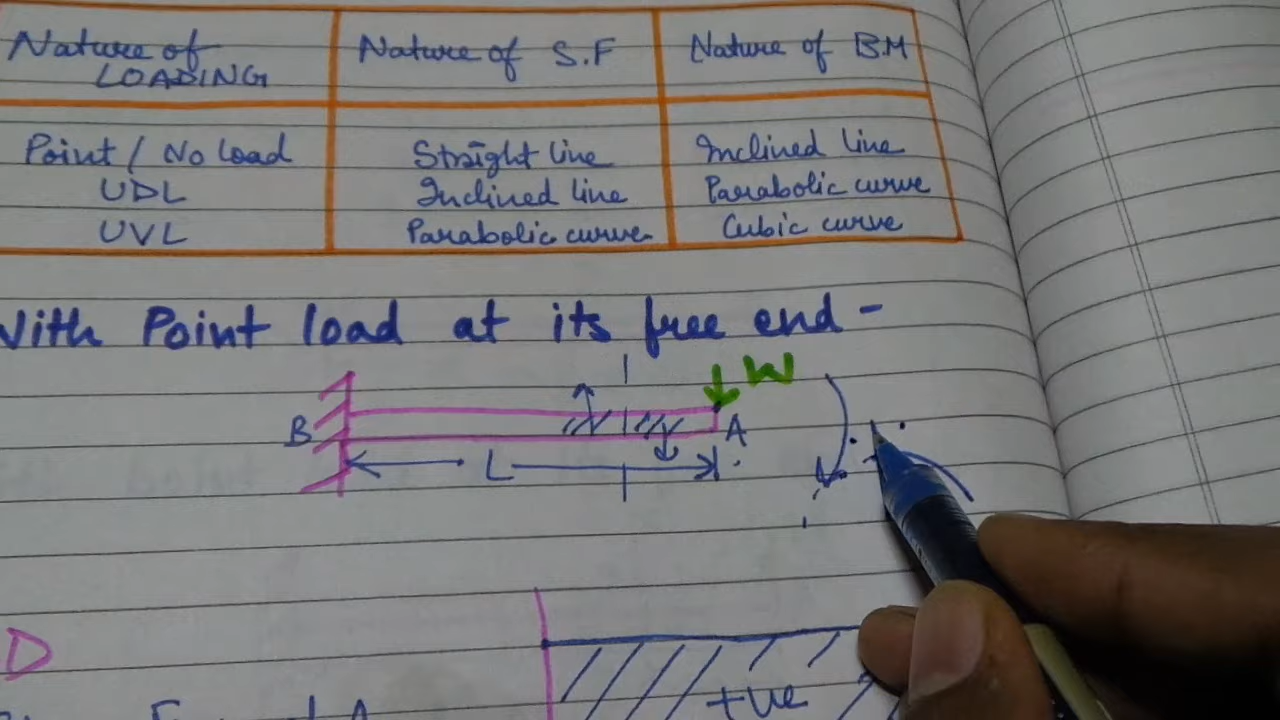 Nature of LOADING Nature of S.F Nature of BM
Point / No load Straight line Inclined line
UDL Inclined line Parabolic curve
UVL Parabolic curve Cubic curve
With Point load at its free end -
W
B A
L
D
+ve